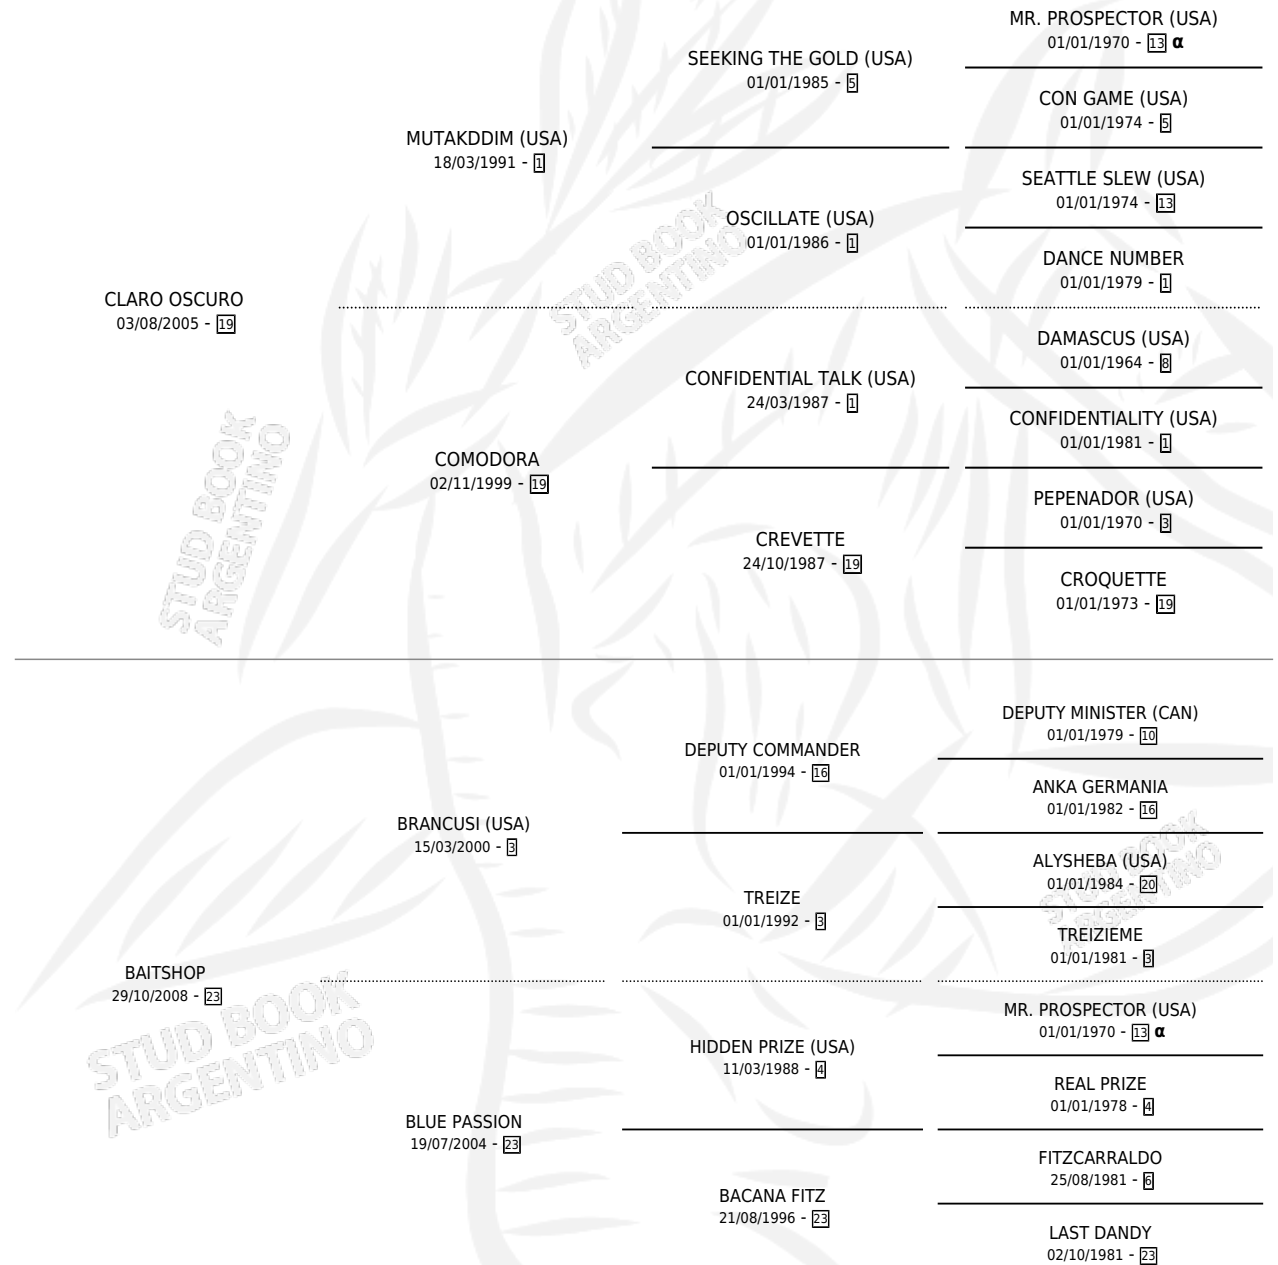 MR. PROSPECTOR (USA)
01/01/1970 - 13 α
SEEKING THE GOLD (USA)
01/01/1985 - 5
CON GAME (USA)
01/01/1974 - 5
MUTAKDDIM (USA)
18/03/1991 - 1
SEATTLE SLEW (USA)
01/01/1974 - 13
OSCILLATE (USA)
01/01/1986 - 1
DANCE NUMBER
01/01/1979 - 1
CLARO OSCURO
03/08/2005 - 19
DAMASCUS (USA)
01/01/1964 - 8
CONFIDENTIAL TALK (USA)
24/03/1987 - 1
CONFIDENTIALITY (USA)
01/01/1981 - 1
COMODORA
02/11/1999 - 19
PEPENADOR (USA)
01/01/1970 - 3
CREVETTE
24/10/1987 - 19
CROQUETTE
01/01/1973 - 19
DEPUTY MINISTER (CAN)
01/01/1979 - 10
DEPUTY COMMANDER
01/01/1994 - 16
ANKA GERMANIA
01/01/1982 - 16
BRANCUSI (USA)
15/03/2000 - 3
ALYSHEBA (USA)
01/01/1984 - 20
TREIZE
01/01/1992 - 3
TREIZIEME
01/01/1981 - 3
BAITSHOP
29/10/2008 - 23
MR. PROSPECTOR (USA)
01/01/1970 - 13 α
HIDDEN PRIZE (USA)
11/03/1988 - 4
REAL PRIZE
01/01/1978 - 4
BLUE PASSION
19/07/2004 - 23
FITZCARRALDO
25/08/1981 - 6
BACANA FITZ
21/08/1996 - 23
LAST DANDY
02/10/1981 - 23
STUD BOOK
ARGENTINO
STUD BOOK
ARGENTINO
STUD BOOK
ARGENTINO
STUD BOOK
ARGENTINO